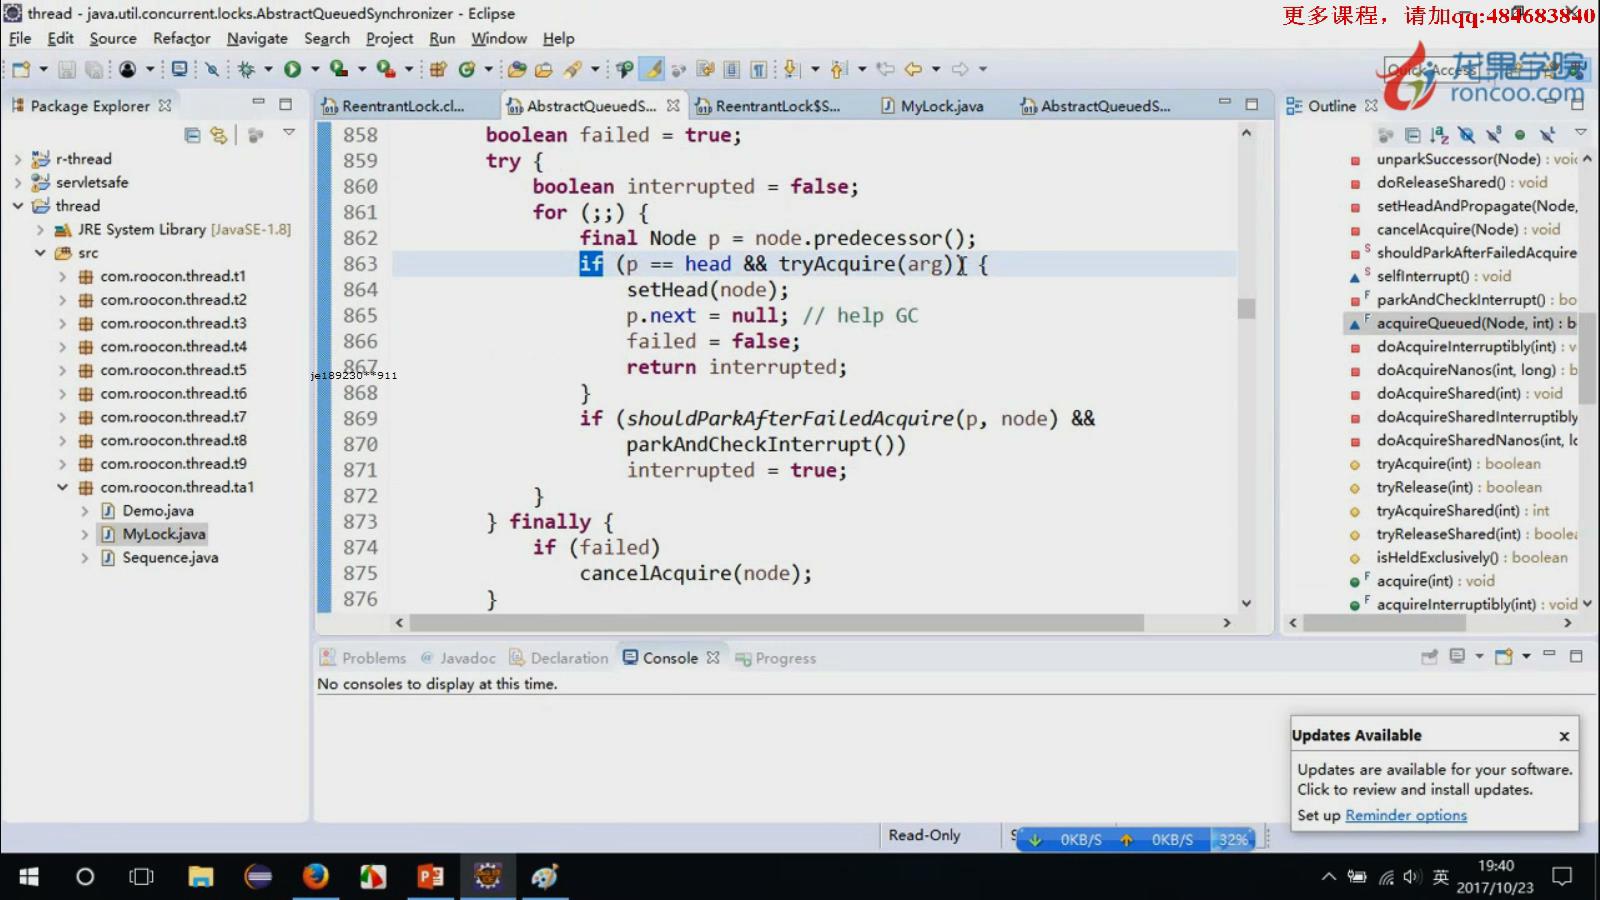 thread - java.util.concurrent.locks.AbstractQueuedSynchronizer - Eclipse
更多课程，请加qq:484683840
File Edit Source Refactor Navigate Search Project Run Window Help
龙果学院
roncoo.com
Quick Access
Package Explorer
ReentrantLock.cl...
AbstractQueuedS...
ReentrantLock$S...
MyLock.java
AbstractQueuedS...
Outline
r-thread
servletsafe
thread
JRE System Library [JavaSE-1.8]
src
com.roocon.thread.t1
com.roocon.thread.t2
com.roocon.thread.t3
com.roocon.thread.t4
com.roocon.thread.t5
com.roocon.thread.t6
com.roocon.thread.t7
com.roocon.thread.t8
com.roocon.thread.t9
com.roocon.thread.ta1
Demo.java
MyLock.java
Sequence.java
858 boolean failed = true;
859 try {
860 boolean interrupted = false;
861 for (;;) {
862 final Node p = node.predecessor();
863 if (p == head && tryAcquire(arg)) {
864 setHead(node);
865 p.next = null; // help GC
866 failed = false;
867 return interrupted;
je189230**911
868 }
869 if (shouldParkAfterFailedAcquire(p, node) &&
870 parkAndCheckInterrupt())
871 interrupted = true;
872 }
873 } finally {
874 if (failed)
875 cancelAcquire(node);
876 }
unparkSuccessor(Node) : voic
doReleaseShared() : void
setHeadAndPropagate(Node,
cancelAcquire(Node) : void
shouldParkAfterFailedAcquire
selfInterrupt() : void
parkAndCheckInterrupt() : bo
acquireQueued(Node, int) : b
doAcquireInterruptibly(int) : v
doAcquireNanos(int, long) : b
doAcquireShared(int) : void
doAcquireSharedInterruptibly
doAcquireSharedNanos(int, lc
tryAcquire(int) : boolean
tryRelease(int) : boolean
tryAcquireShared(int) : int
tryReleaseShared(int) : boole
isHeldExclusively() : boolean
acquire(int) : void
acquireInterruptibly(int) : void
Problems @ Javadoc Declaration Console Progress
No consoles to display at this time.
Updates Available
Updates are available for your software.
Click to review and install updates.
Set up Reminder options
Read-Only
0KB/S 0KB/S 32%
英
19:40
2017/10/23